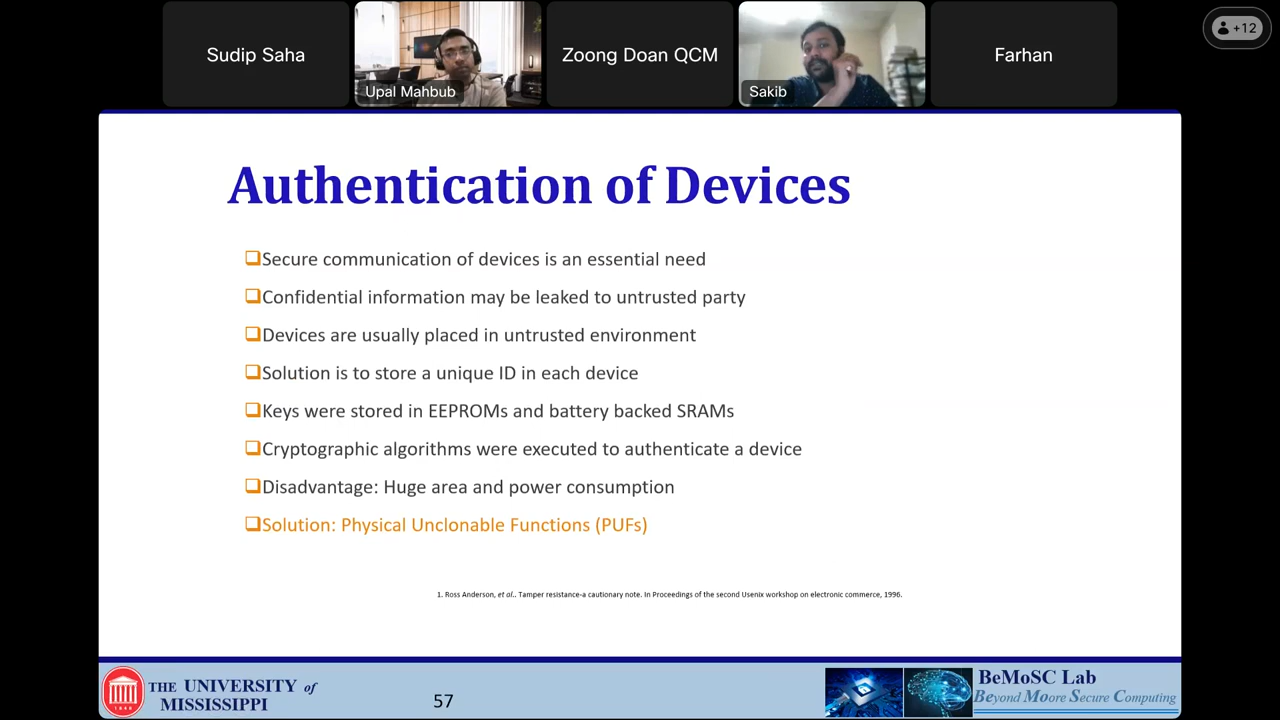 Sudip Saha
Upal Mahbub
Zoong Doan QCM
Sakib
Farhan
+12
Authentication of Devices
Secure communication of devices is an essential need
Confidential information may be leaked to untrusted party
Devices are usually placed in untrusted environment
Solution is to store a unique ID in each device
Keys were stored in EEPROMs and battery backed SRAMs
Cryptographic algorithms were executed to authenticate a device
Disadvantage: Huge area and power consumption
Solution: Physical Unclonable Functions (PUFs)
1. Ross Anderson, et al.. Tamper resistance-a cautionary note. In Proceedings of the second Usenix workshop on electronic commerce, 1996.
THE UNIVERSITY of
MISSISSIPPI
1848
57
BeMoSC Lab
Beyond Moore Secure Computing